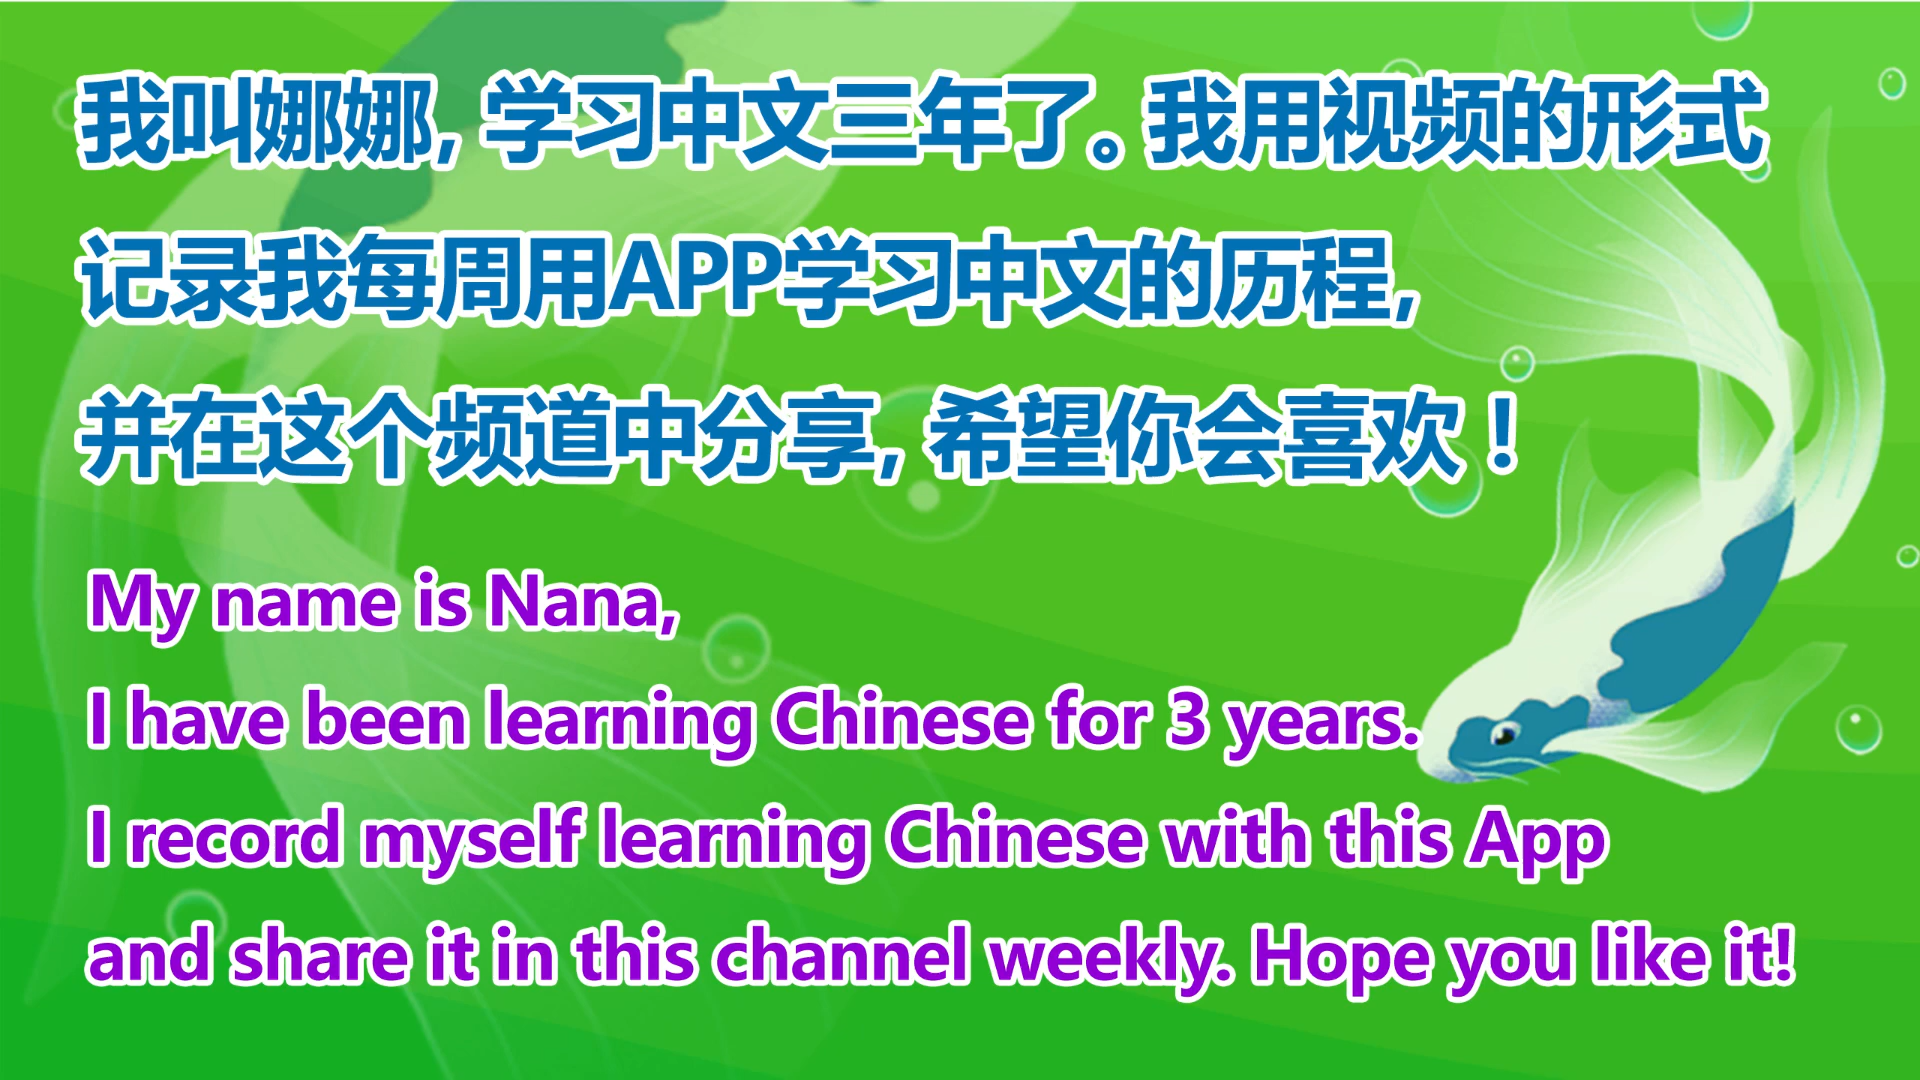 我叫娜娜, 学习中文三年了。我用视频的形式
记录我每周用APP学习中文的历程,
并在这个频道中分享, 希望你会喜欢！
My name is Nana,
I have been learning Chinese for 3 years.
I record myself learning Chinese with this App
and share it in this channel weekly. Hope you like it!